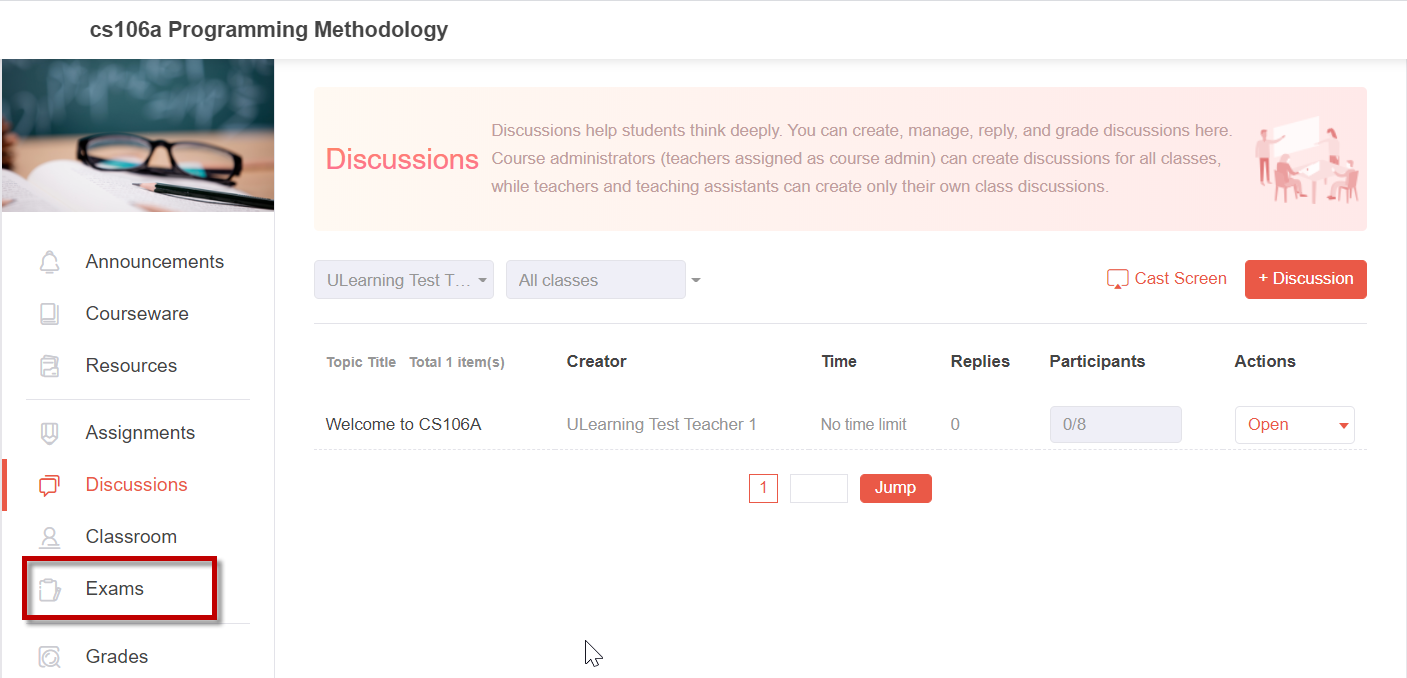 cs106a Programming Methodology
Discussions
Discussions help students think deeply. You can create, manage, reply, and grade discussions here.
Course administrators (teachers assigned as course admin) can create discussions for all classes,
while teachers and teaching assistants can create only their own class discussions.
Announcements
Courseware
Resources
Assignments
Discussions
Classroom
Exams
Grades
ULearning Test T... All classes Cast Screen + Discussion
Topic Title Total 1 item(s) Creator Time Replies Participants Actions
Welcome to CS106A ULearning Test Teacher 1 No time limit 0 0/8 Open
1 Jump